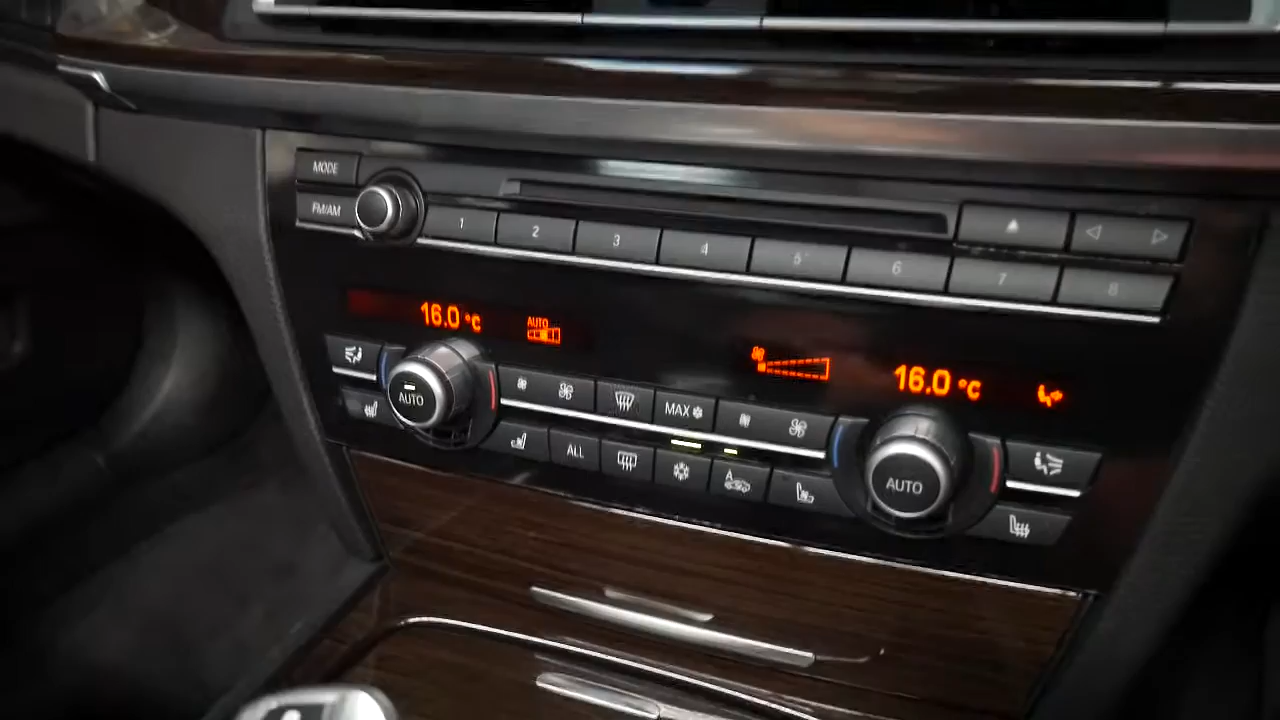 MODE
FM/AM
1 2 3 4 5 6 7 8
16.0 °C AUTO
16.0 °C
AUTO
MAX
ALL
A
AUTO